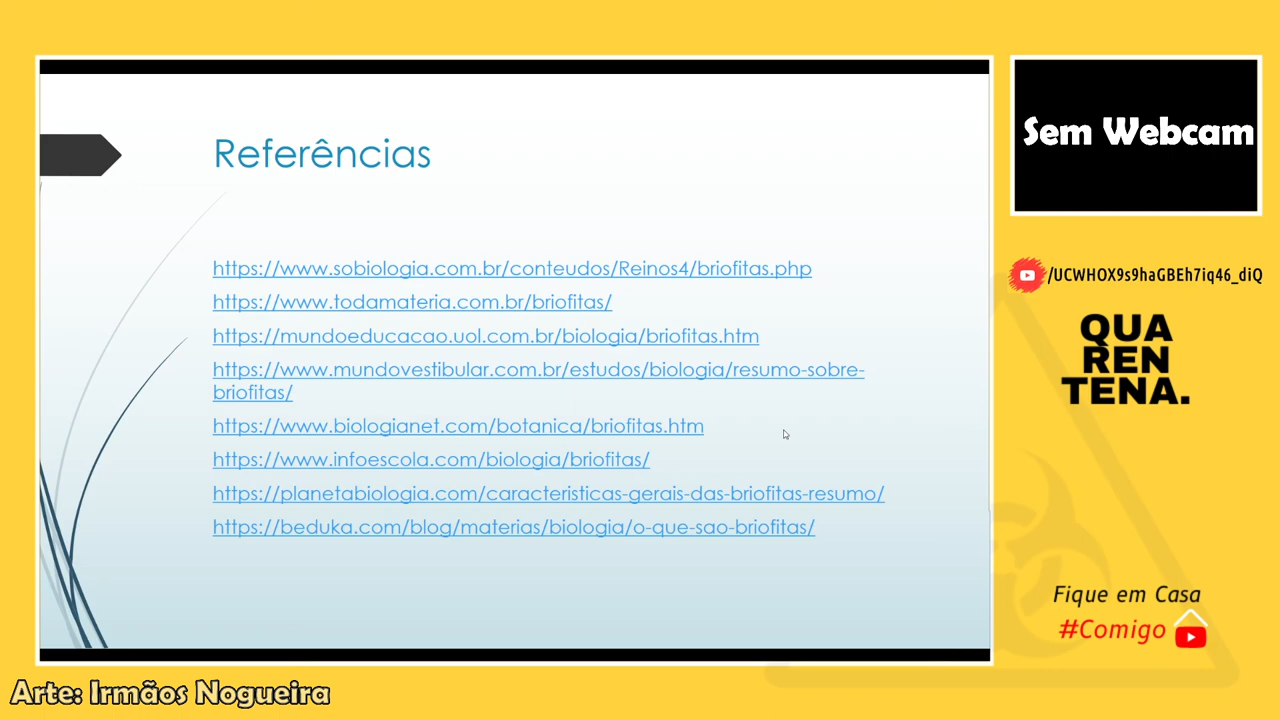 Referências
https://www.sobiologia.com.br/conteudos/Reinos4/briofitas.php
https://www.todamateria.com.br/briofitas/
https://mundoeducacao.uol.com.br/biologia/briofitas.htm
https://www.mundovestibular.com.br/estudos/biologia/resumo-sobre-
briofitas/
https://www.biologianet.com/botanica/briofitas.htm
https://www.infoescola.com/biologia/briofitas/
https://planetabiologia.com/caracteristicas-gerais-das-briofitas-resumo/
https://beduka.com/blog/materias/biologia/o-que-sao-briofitas/
Sem Webcam
/UCWHOX9s9haGBEh7iq46_diQ
QUA
REN
TENA.
Fique em Casa
#Comigo
Arte: Irmãos Nogueira